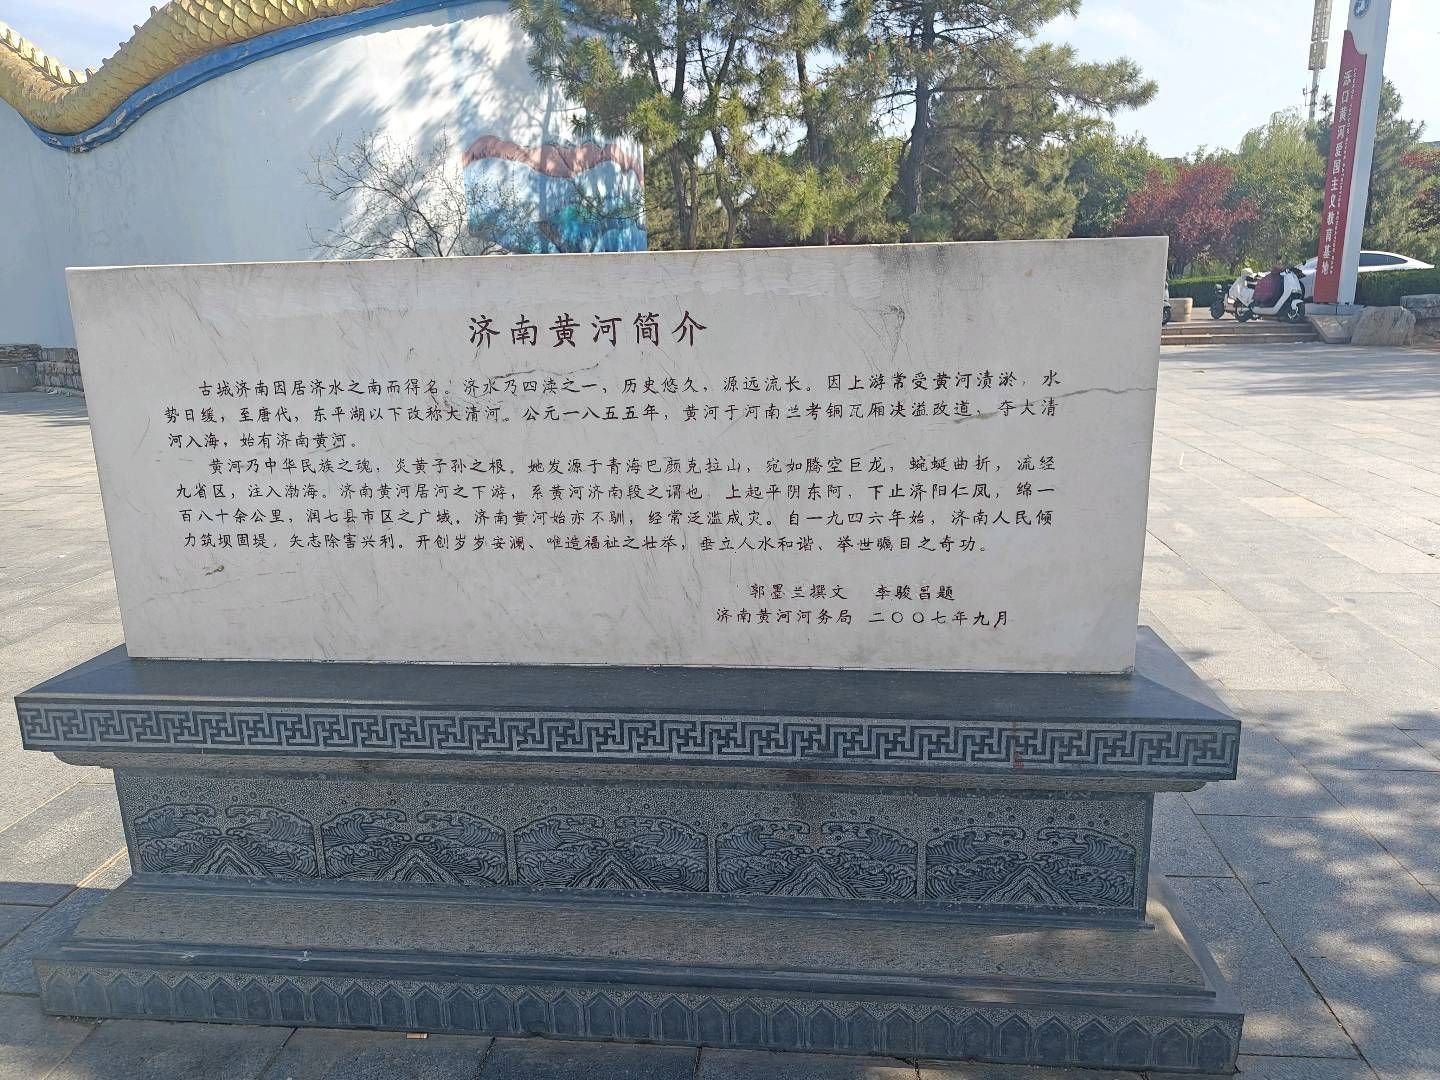 济南黄河简介
古城济南因居济水之南而得名。济水乃四渎之一，历史悠久，源远流长。因上游常受黄河渍淤，水
势日缓，至唐代，东平湖以下改称大清河。公元一八五五年，黄河于河南兰考铜瓦厢决溢改道，夺大清
河入海，始有济南黄河。
黄河乃中华民族之魂，炎黄子孙之根。她发源于青海巴颜克拉山，宛如腾空巨龙，蜿蜒曲折，流经
九省区，注入渤海。济南黄河居河之下游，系黄河济南段之谓也，上起平阴东阿，下止济阳仁凤，绵一
百八十余公里，润七县市区之广域。济南黄河始亦不驯，经常泛滥成灾。自一九四六年始，济南人民倾
力筑坝固堤，矢志除害兴利。开创岁岁安澜、唯造福祉之壮举，垂立人水和谐、举世瞩目之奇功。
郭墨兰撰文 李骏昌题
济南黄河河务局 二〇〇七年九月
泺口黄河爱国主义教育基地